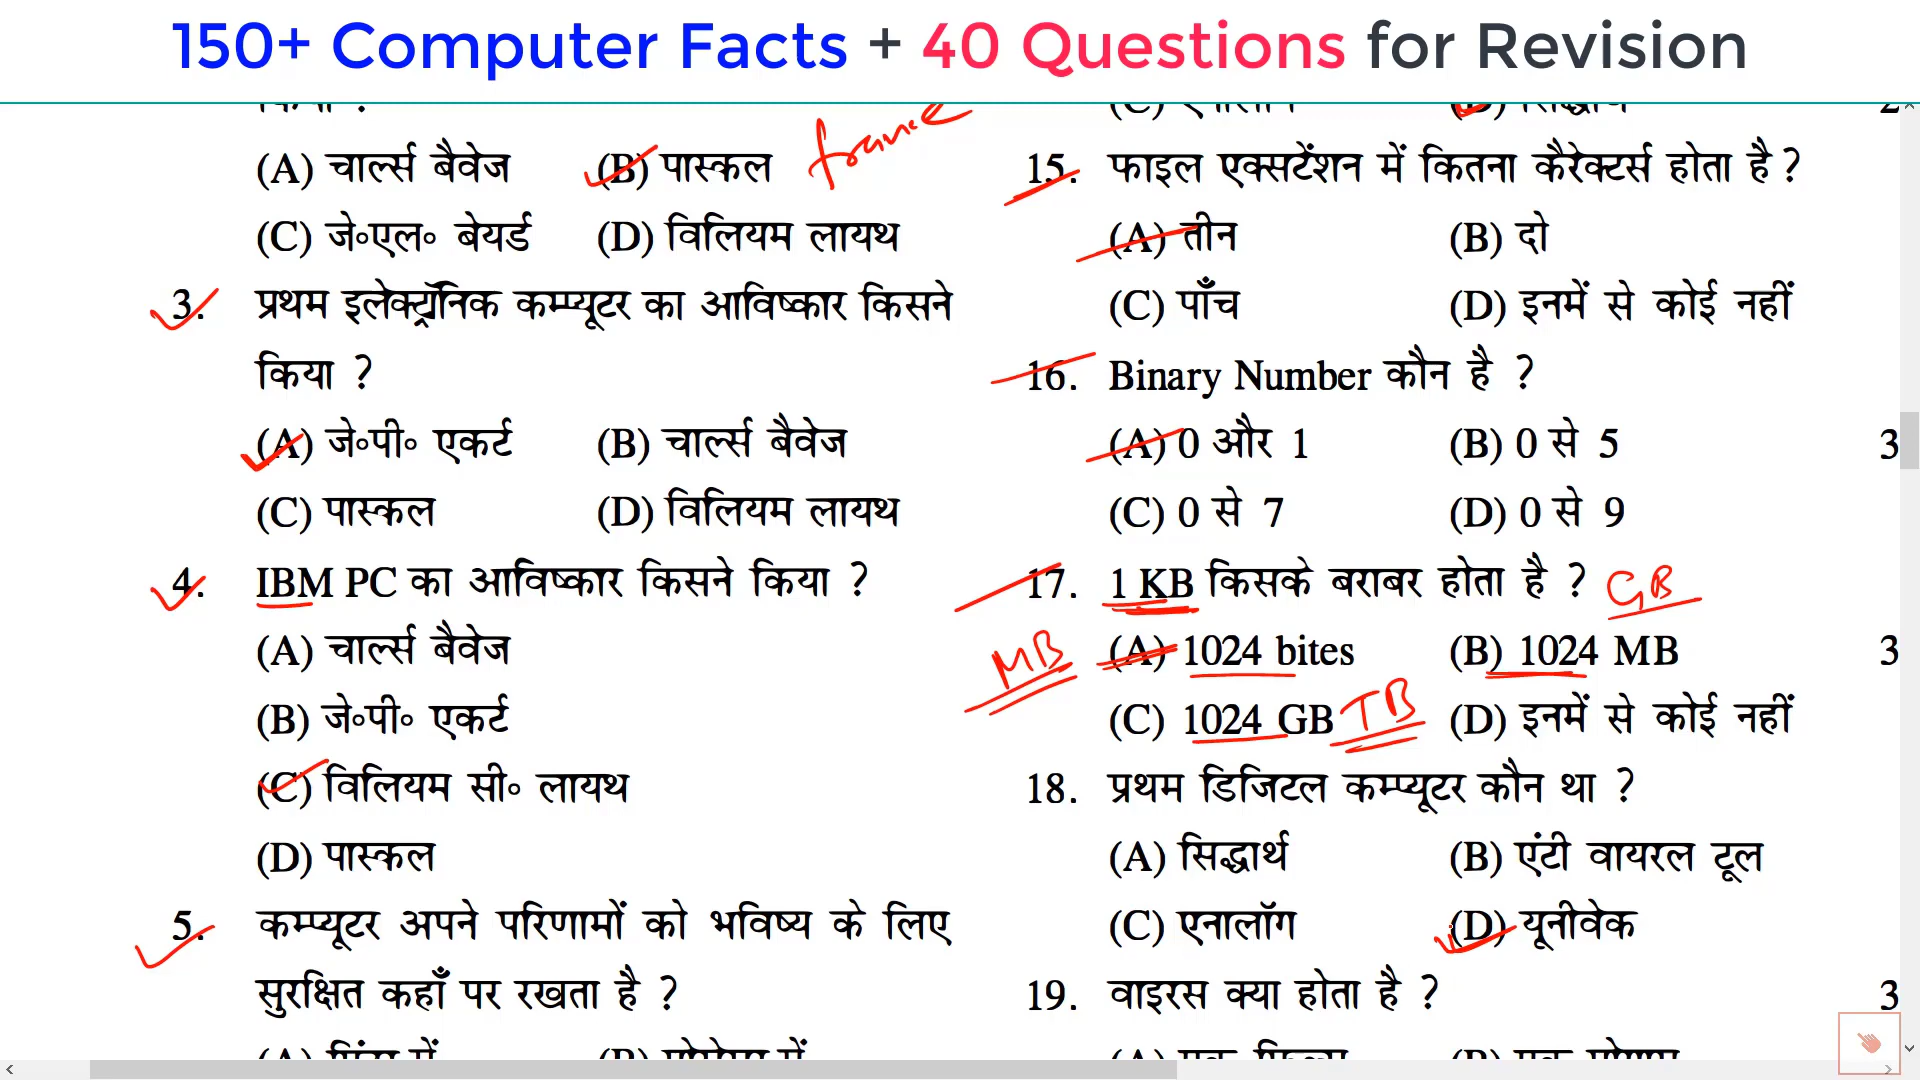 150+ Computer Facts + 40 Questions for Revision
(A) चार्ल्स बैवेज (B) पास्कल france
(C) जे॰एल॰ बेयर्ड (D) विलियम लायथ
3. प्रथम इलेक्ट्रॉनिक कम्प्यूटर का आविष्कार किसने
किया ?
(A) जे॰पी॰ एकर्ट (B) चार्ल्स बैवेज
(C) पास्कल (D) विलियम लायथ
4. IBM PC का आविष्कार किसने किया ?
(A) चार्ल्स बैवेज
(B) जे॰पी॰ एकर्ट
(C) विलियम सी॰ लायथ
(D) पास्कल
5. कम्प्यूटर अपने परिणामों को भविष्य के लिए
सुरक्षित कहाँ पर रखता है ?
15. फाइल एक्सटेंशन में कितना कैरेक्टर्स होता है ?
(A) तीन (B) दो
(C) पाँच (D) इनमें से कोई नहीं
16. Binary Number कौन है ?
(A) 0 और 1 (B) 0 से 5
(C) 0 से 7 (D) 0 से 9
17. 1 KB किसके बराबर होता है ? GB
MB (A) 1024 bites (B) 1024 MB
(C) 1024 GB TB (D) इनमें से कोई नहीं
18. प्रथम डिजिटल कम्प्यूटर कौन था ?
(A) सिद्धार्थ (B) एंटी वायरल टूल
(C) एनालॉग (D) यूनीवेक
19. वाइरस क्या होता है ?
3
3
3